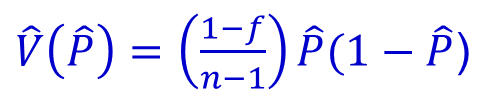 V̂(P̂) = ((1−f)/(n−1)) P̂(1 − P̂)